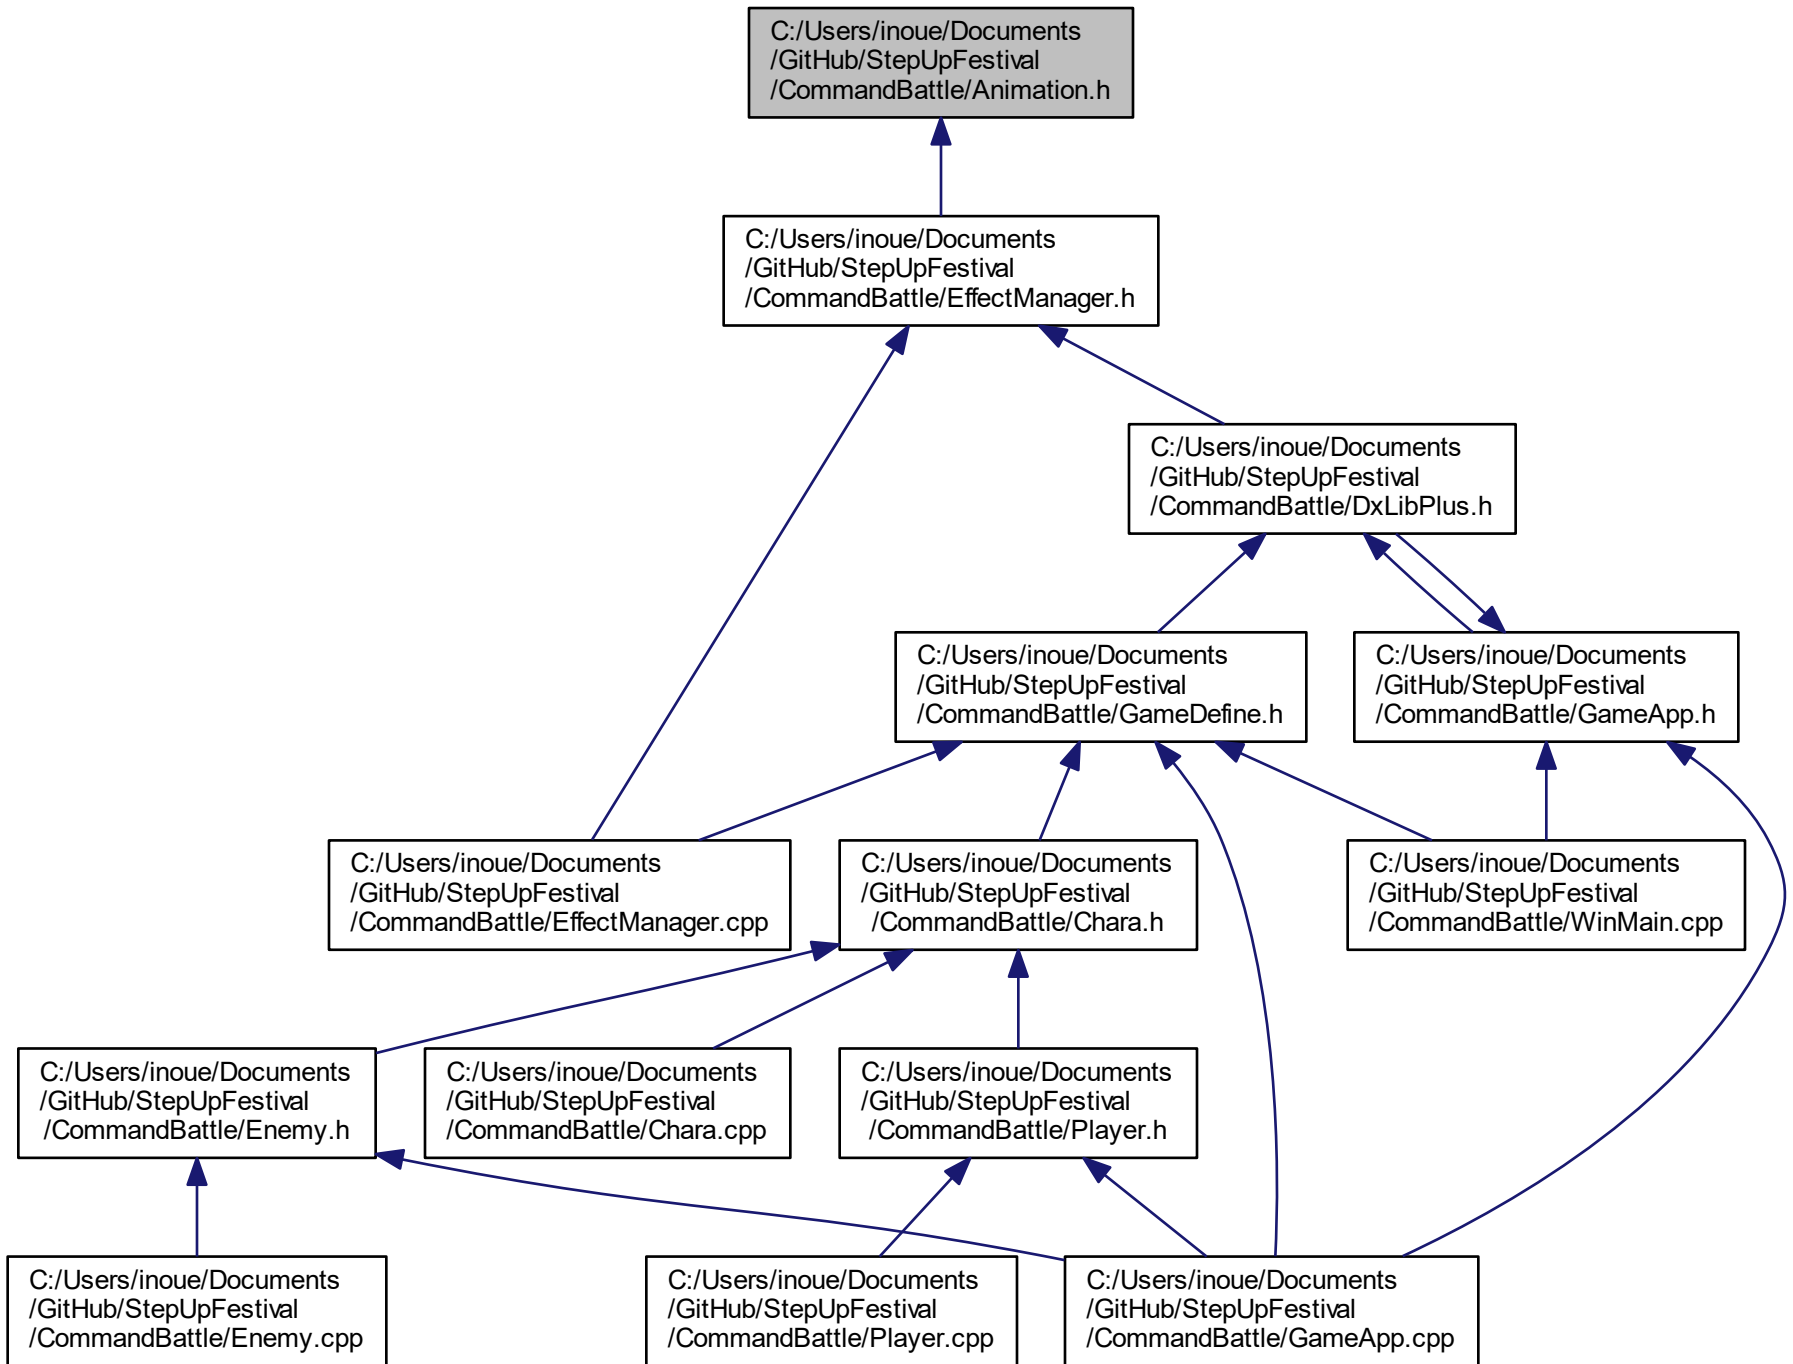 C:/Users/inoue/Documents
/GitHub/StepUpFestival
/CommandBattle/Animation.h
C:/Users/inoue/Documents
/GitHub/StepUpFestival
/CommandBattle/EffectManager.h
C:/Users/inoue/Documents
/GitHub/StepUpFestival
/CommandBattle/DxLibPlus.h
C:/Users/inoue/Documents
/GitHub/StepUpFestival
/CommandBattle/GameDefine.h
C:/Users/inoue/Documents
/GitHub/StepUpFestival
/CommandBattle/GameApp.h
C:/Users/inoue/Documents
/GitHub/StepUpFestival
/CommandBattle/EffectManager.cpp
C:/Users/inoue/Documents
/GitHub/StepUpFestival
/CommandBattle/Chara.h
C:/Users/inoue/Documents
/GitHub/StepUpFestival
/CommandBattle/WinMain.cpp
C:/Users/inoue/Documents
/GitHub/StepUpFestival
/CommandBattle/Enemy.h
C:/Users/inoue/Documents
/GitHub/StepUpFestival
/CommandBattle/Chara.cpp
C:/Users/inoue/Documents
/GitHub/StepUpFestival
/CommandBattle/Player.h
C:/Users/inoue/Documents
/GitHub/StepUpFestival
/CommandBattle/Enemy.cpp
C:/Users/inoue/Documents
/GitHub/StepUpFestival
/CommandBattle/Player.cpp
C:/Users/inoue/Documents
/GitHub/StepUpFestival
/CommandBattle/GameApp.cpp